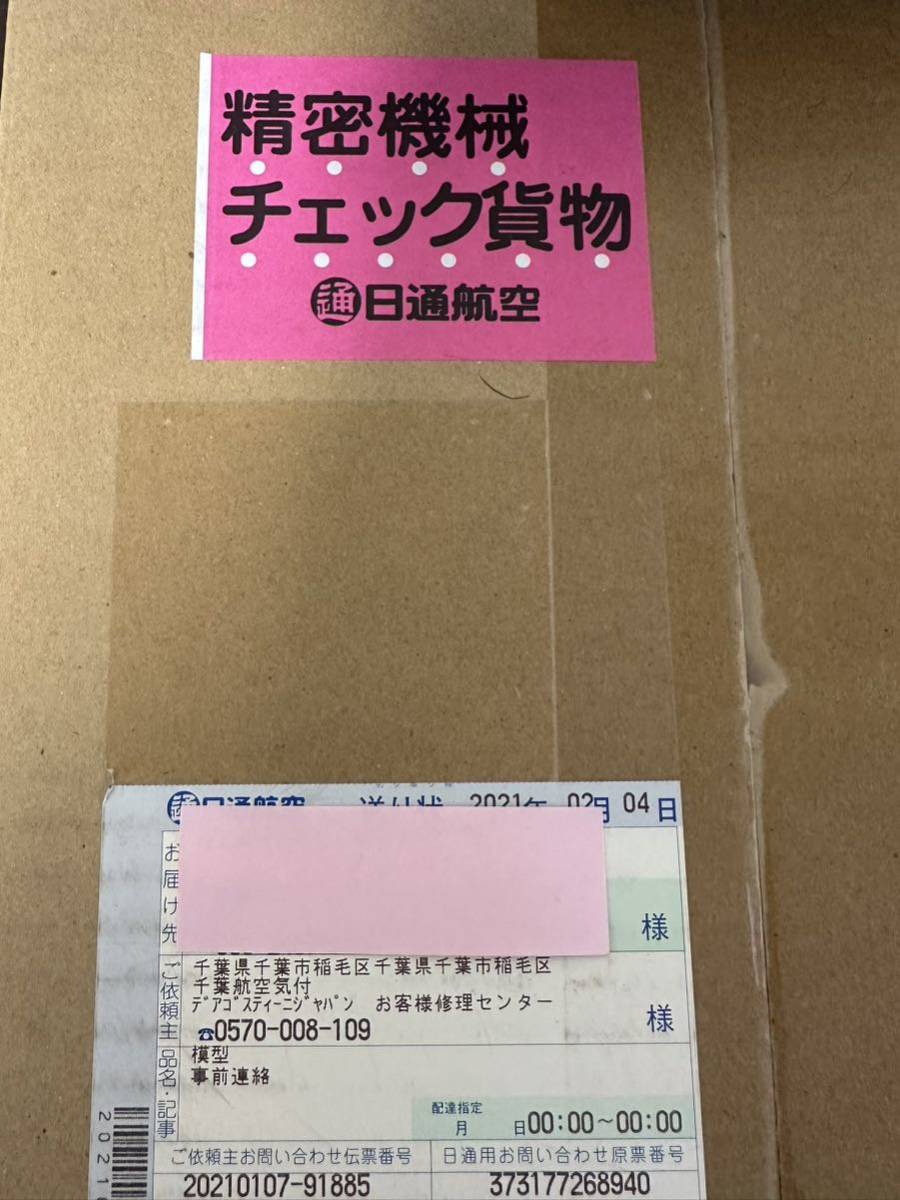 精密機械
チェック貨物
通 日通航空
通 日通航空 送り状 2021年 02月 04日
お届け先
様
ご依頼主
千葉県千葉市稲毛区千葉県千葉市稲毛区
千葉航空気付
ﾃﾞｱｺﾞｽﾃｨｰﾆｼﾞｬﾊﾟﾝ お客様修理センター
様
☎0570-008-109
品名・記事
模型
事前連絡
配達指定
月 日00:00～00:00
ご依頼主お問い合わせ伝票番号 日通用お問い合わせ原票番号
20210107-91885 373177268940